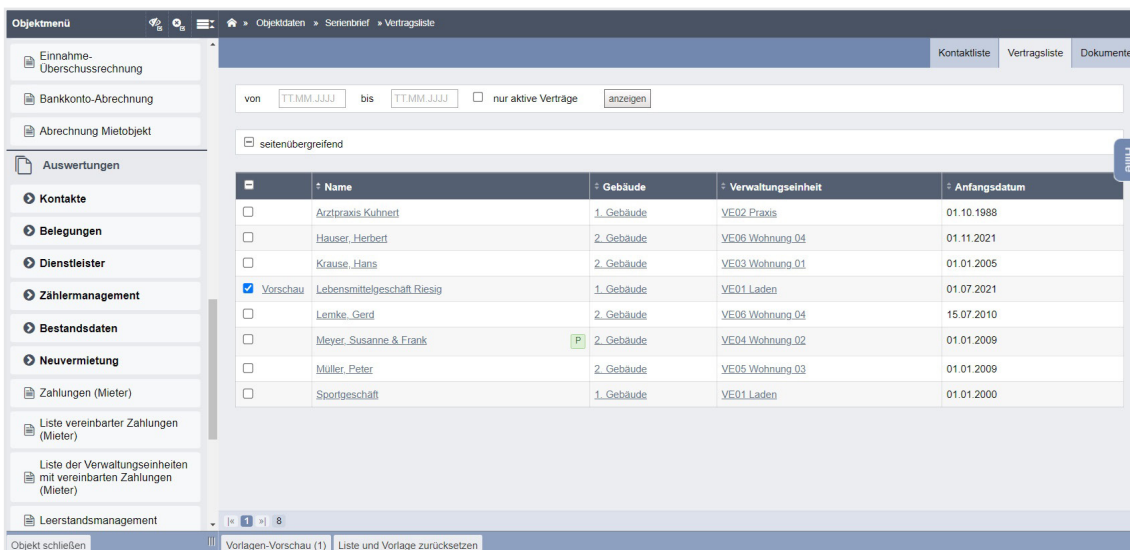 Objektmenü
» Objektdaten » Serienbrief » Vertragsliste
Kontaktliste Vertragsliste Dokumente
Einnahme-
Überschussrechnung
Bankkonto-Abrechnung
Abrechnung Mietobjekt
Auswertungen
Kontakte
Belegungen
Dienstleister
Zählermanagement
Bestandsdaten
Neuvermietung
Zahlungen (Mieter)
Liste vereinbarter Zahlungen
(Mieter)
Liste der Verwaltungseinheiten
mit vereinbarten Zahlungen
(Mieter)
Leerstandsmanagement
Objekt schließen
von TT.MM.JJJJ bis TT.MM.JJJJ nur aktive Verträge anzeigen
seitenübergreifend
Hilfe
Name Gebäude Verwaltungseinheit Anfangsdatum
Arztpraxis Kuhnert 1. Gebäude VE02 Praxis 01.10.1988
Hauser, Herbert 2. Gebäude VE06 Wohnung 04 01.11.2021
Krause, Hans 2. Gebäude VE03 Wohnung 01 01.01.2005
Vorschau Lebensmittelgeschäft Riesig 1. Gebäude VE01 Laden 01.07.2021
Lemke, Gerd 2. Gebäude VE06 Wohnung 04 15.07.2010
Meyer, Susanne & Frank P 2. Gebäude VE04 Wohnung 02 01.01.2009
Müller, Peter 2. Gebäude VE05 Wohnung 03 01.01.2009
Sportgeschäft 1. Gebäude VE01 Laden 01.01.2000
1 8
Vorlagen-Vorschau (1) Liste und Vorlage zurücksetzen